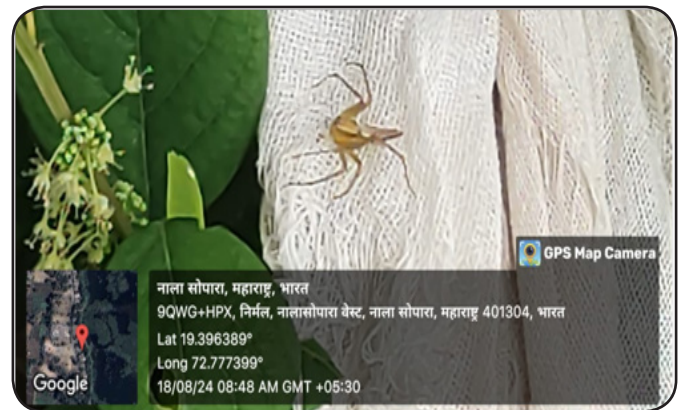 GPS Map Camera
नाला सोपारा, महाराष्ट्र, भारत
9QWG+HPX, निर्मल, नालासोपारा वेस्ट, नाला सोपारा, महाराष्ट्र 401304, भारत
Lat 19.396389°
Long 72.777399°
18/08/24 08:48 AM GMT +05:30
Google